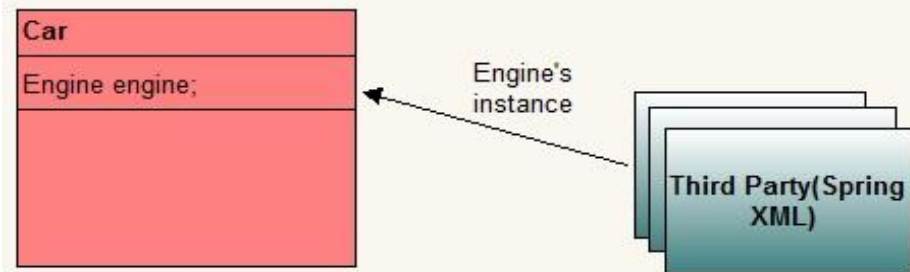 Car
Engine engine;
Engine's
instance
Third Party(Spring
XML)